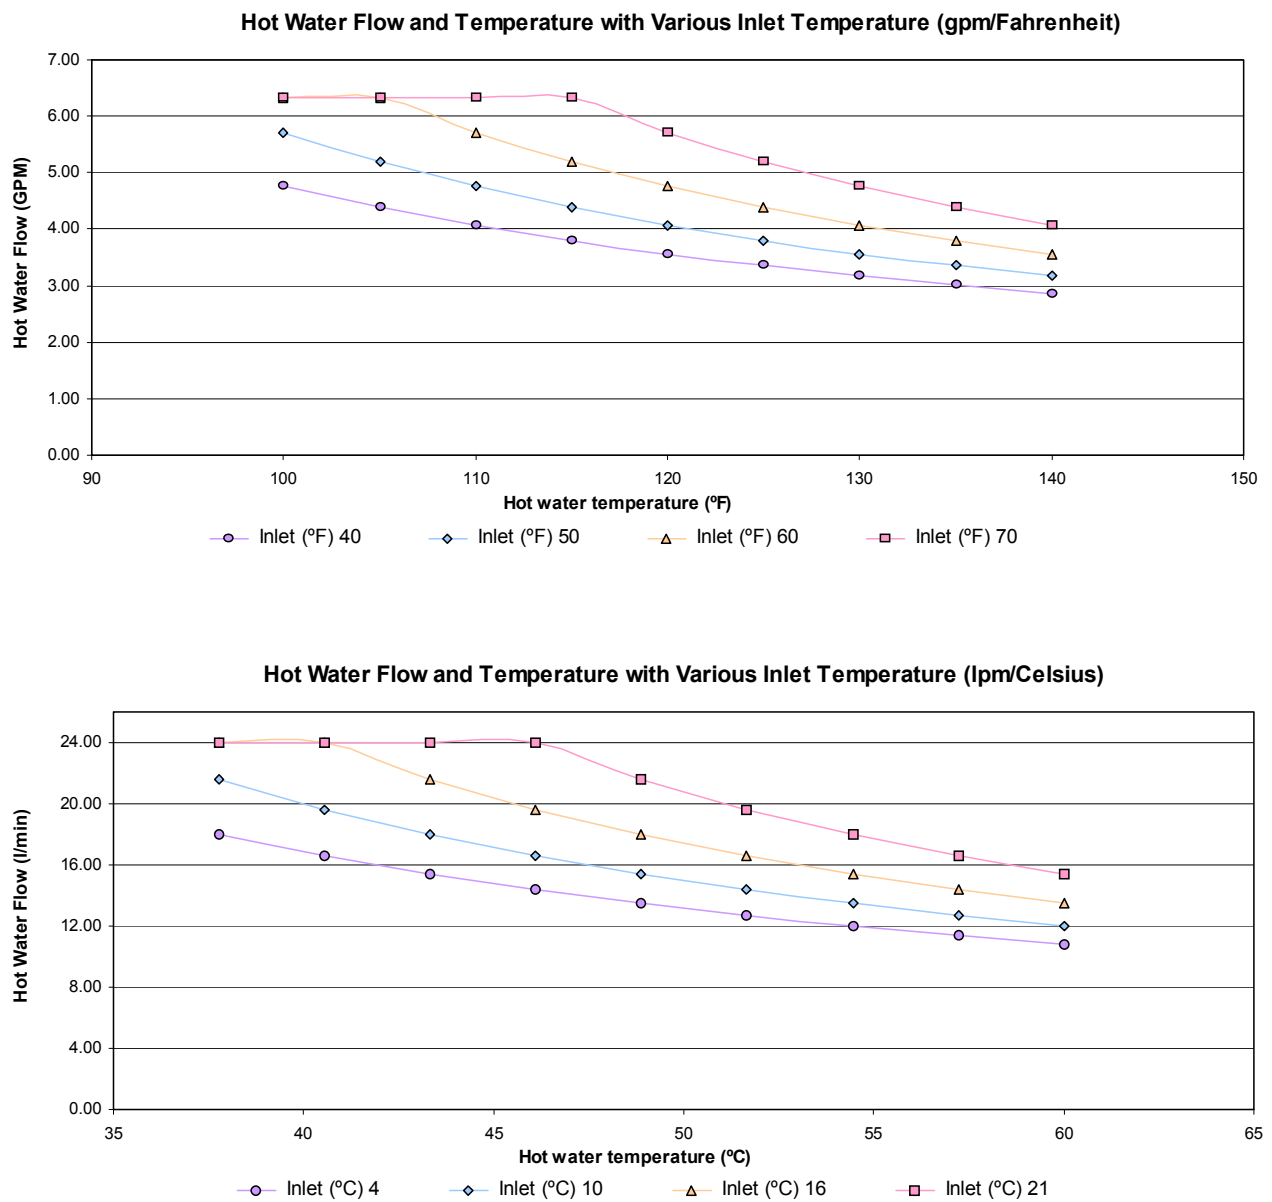 Hot Water Flow and Temperature with Various Inlet Temperature (gpm/Fahrenheit)
7.00
6.00
5.00
4.00
3.00
2.00
1.00
0.00
Hot Water Flow (GPM)
90 100 110 120 130 140 150
Hot water temperature (ºF)
Inlet (ºF) 40 Inlet (ºF) 50 Inlet (ºF) 60 Inlet (ºF) 70
Hot Water Flow and Temperature with Various Inlet Temperature (lpm/Celsius)
24.00
20.00
16.00
12.00
8.00
4.00
0.00
Hot Water Flow (l/min)
35 40 45 50 55 60 65
Hot water temperature (ºC)
Inlet (ºC) 4 Inlet (ºC) 10 Inlet (ºC) 16 Inlet (ºC) 21